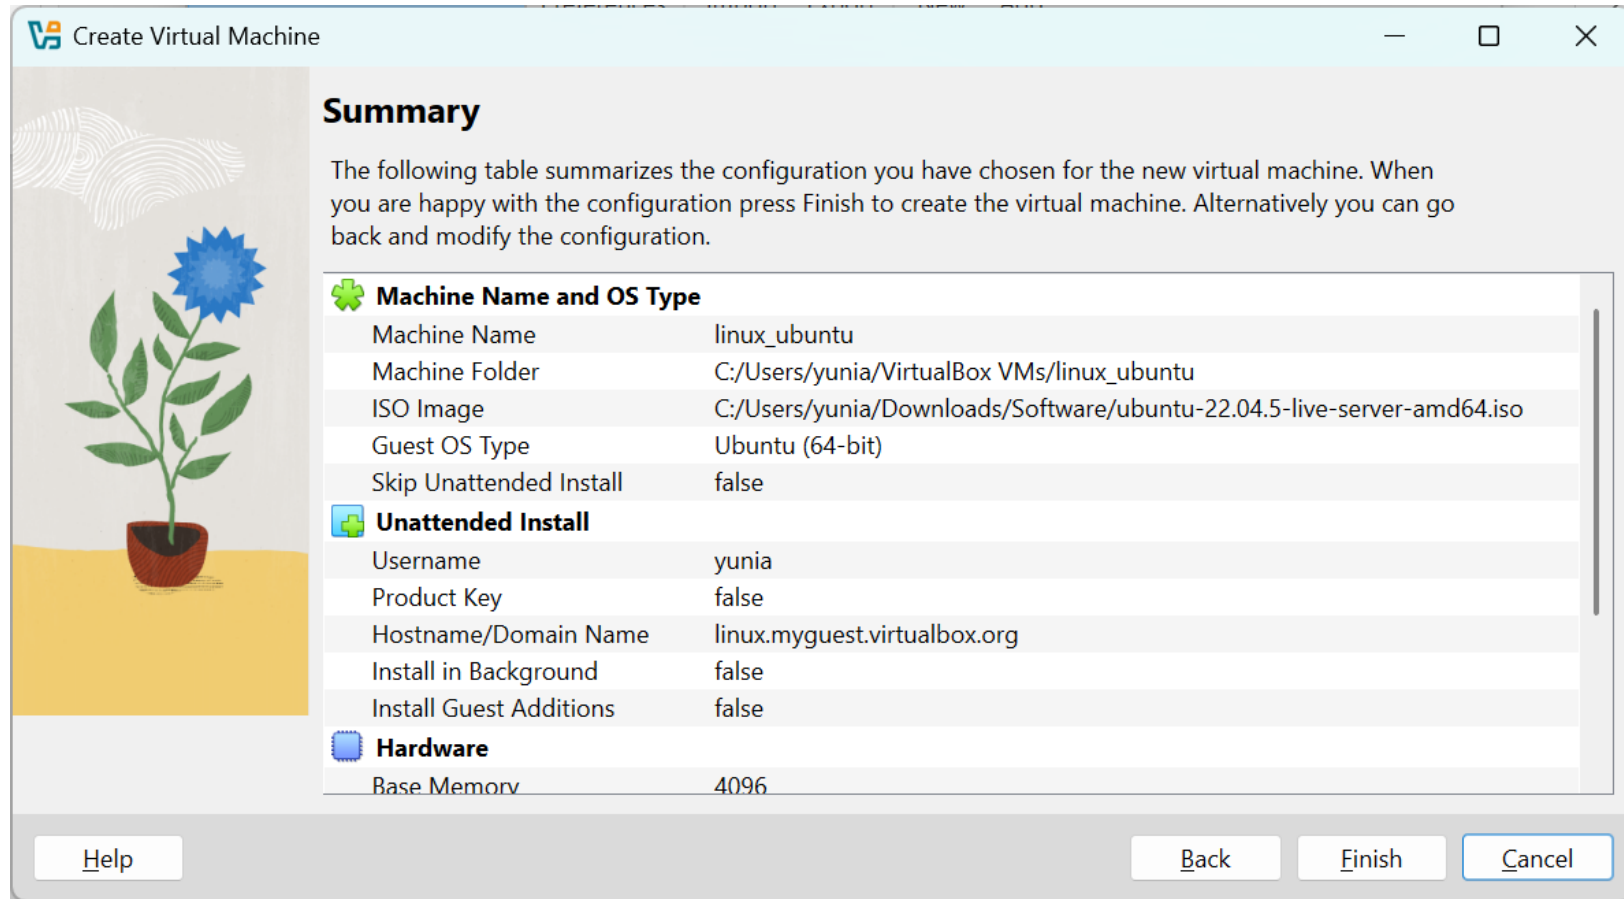 Create Virtual Machine
Summary
The following table summarizes the configuration you have chosen for the new virtual machine. When
you are happy with the configuration press Finish to create the virtual machine. Alternatively you can go
back and modify the configuration.
Machine Name and OS Type
Machine Name linux_ubuntu
Machine Folder C:/Users/yunia/VirtualBox VMs/linux_ubuntu
ISO Image C:/Users/yunia/Downloads/Software/ubuntu-22.04.5-live-server-amd64.iso
Guest OS Type Ubuntu (64-bit)
Skip Unattended Install false
Unattended Install
Username yunia
Product Key false
Hostname/Domain Name linux.myguest.virtualbox.org
Install in Background false
Install Guest Additions false
Hardware
Base Memory 4096
Help Back Finish Cancel